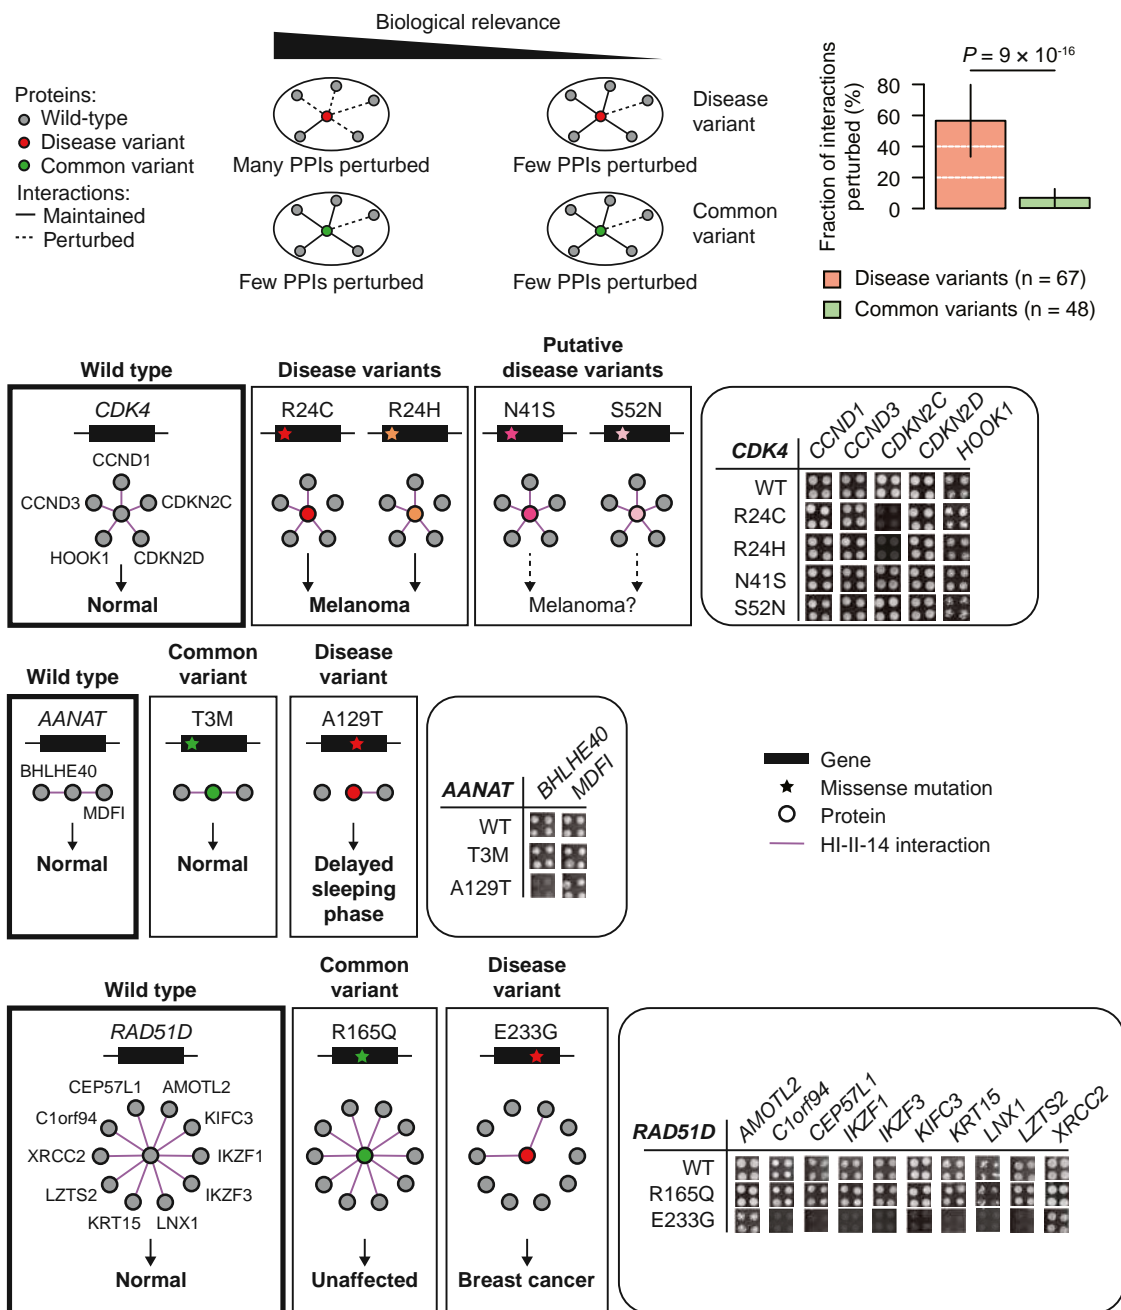 Biological relevance
Proteins:
Wild-type
Disease variant
Common variant
Interactions:
Maintained
Perturbed
Many PPIs perturbed
Few PPIs perturbed
Disease
variant
Few PPIs perturbed
Few PPIs perturbed
Common
variant
P = 9 × 10-16
Fraction of interactions
perturbed (%)
80
60
40
20
0
Disease variants (n = 67)
Common variants (n = 48)
Wild type
CDK4
CCND1
CCND3
CDKN2C
HOOK1
CDKN2D
Normal
Disease variants
R24C
R24H
Melanoma
Putative
disease variants
N41S
S52N
Melanoma?
CDK4
CCND1
CCND3
CDKN2C
CDKN2D
HOOK1
WT
R24C
R24H
N41S
S52N
Wild type
AANAT
BHLHE40
MDFI
Normal
Common
variant
T3M
Normal
Disease
variant
A129T
Delayed
sleeping
phase
AANAT
BHLHE40
MDFI
WT
T3M
A129T
Gene
Missense mutation
Protein
HI-II-14 interaction
Wild type
RAD51D
CEP57L1
AMOTL2
C1orf94
KIFC3
XRCC2
IKZF1
LZTS2
IKZF3
KRT15
LNX1
Normal
Common
variant
R165Q
Unaffected
Disease
variant
E233G
Breast cancer
RAD51D
AMOTL2
C1orf94
CEP57L1
IKZF1
IKZF3
KIFC3
KRT15
LNX1
LZTS2
XRCC2
WT
R165Q
E233G